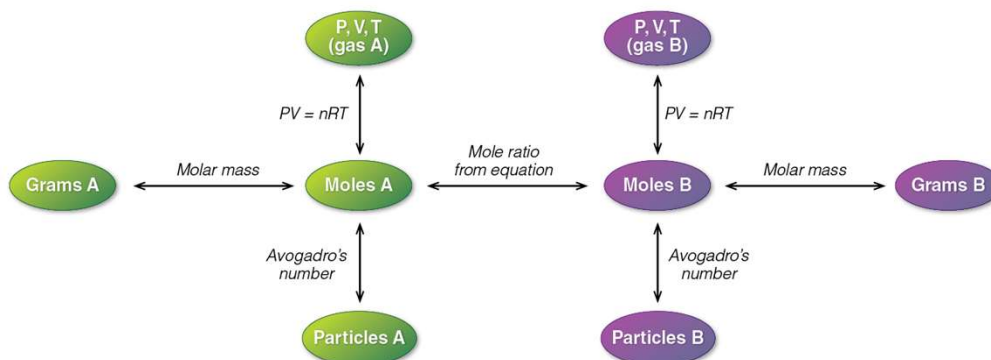 P, V, T
(gas A)
P, V, T
(gas B)
PV = nRT
PV = nRT
Mole ratio
from equation
Molar mass
Molar mass
Grams A
Moles A
Moles B
Grams B
Avogadro's
number
Avogadro's
number
Particles A
Particles B